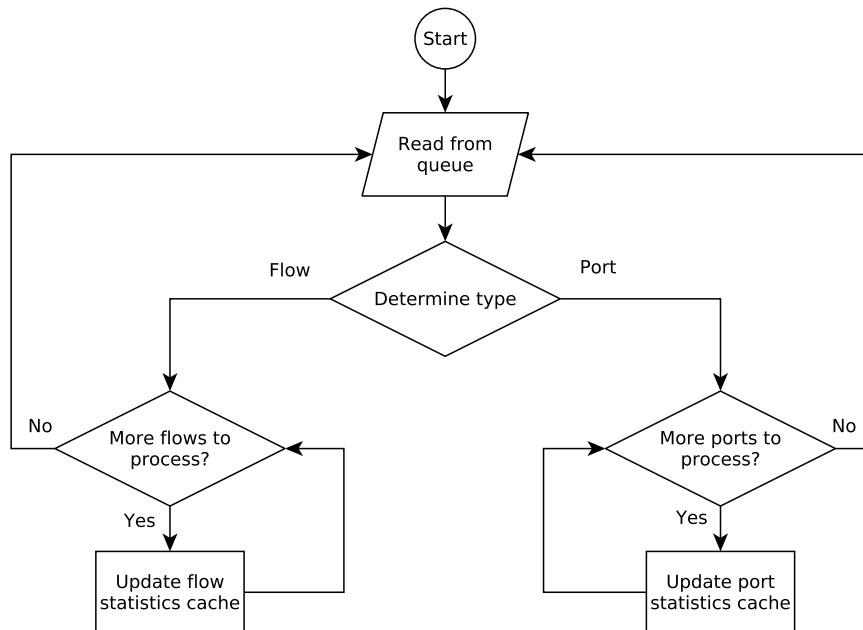 Start
Read from
queue
Flow
Port
Determine type
No
More flows to
process?
More ports to
process?
No
Yes
Yes
Update flow
statistics cache
Update port
statistics cache